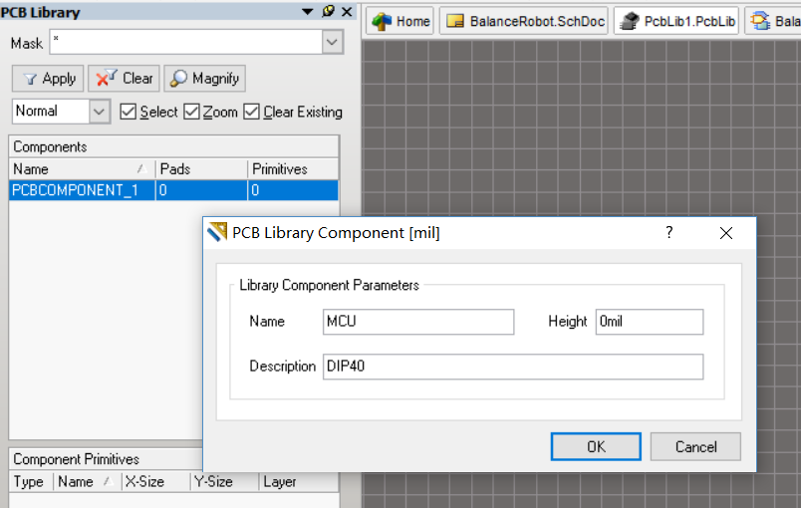 PCB Library
Home BalanceRobot.SchDoc PcbLib1.PcbLib Bala
Mask *
Apply Clear Magnify
Normal Select Zoom Clear Existing
Components
Name Pads Primitives
PCBCOMPONENT_1 0 0
PCB Library Component [mil] ?
Library Component Parameters
Name MCU Height 0mil
Description DIP40
OK Cancel
Component Primitives
Type Name X-Size Y-Size Layer